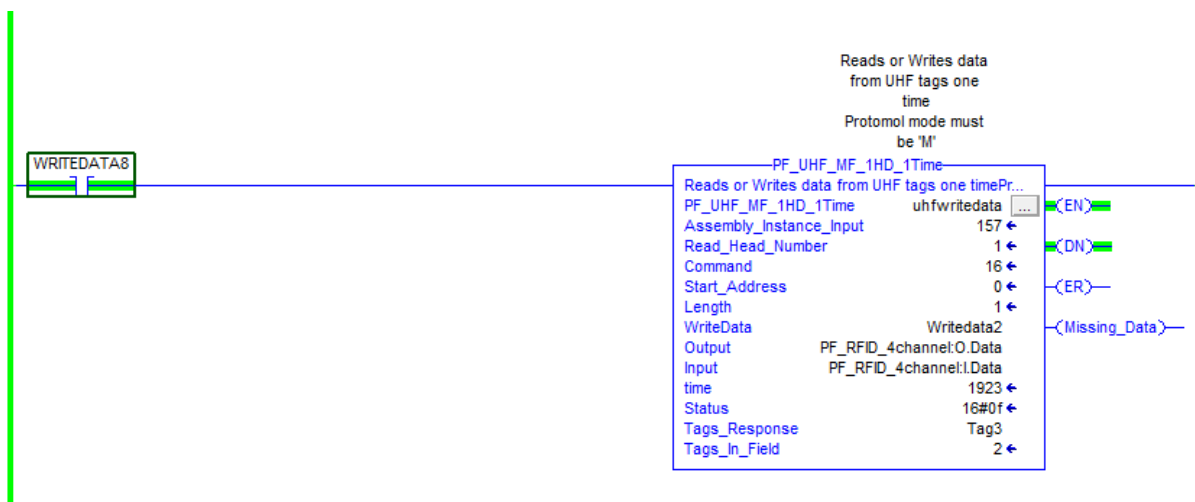 Reads or Writes data
from UHF tags one
time
Protomol mode must
be 'M'
WRITEDATA8
PF_UHF_MF_1HD_1Time
Reads or Writes data from UHF tags one timePr...
PF_UHF_MF_1HD_1Time uhfwritedata ... (EN)
Assembly_Instance_Input 157
Read_Head_Number 1 (DN)
Command 16
Start_Address 0 (ER)
Length 1
WriteData Writedata2 (Missing_Data)
Output PF_RFID_4channel:O.Data
Input PF_RFID_4channel:I.Data
time 1923
Status 16#0f
Tags_Response Tag3
Tags_In_Field 2